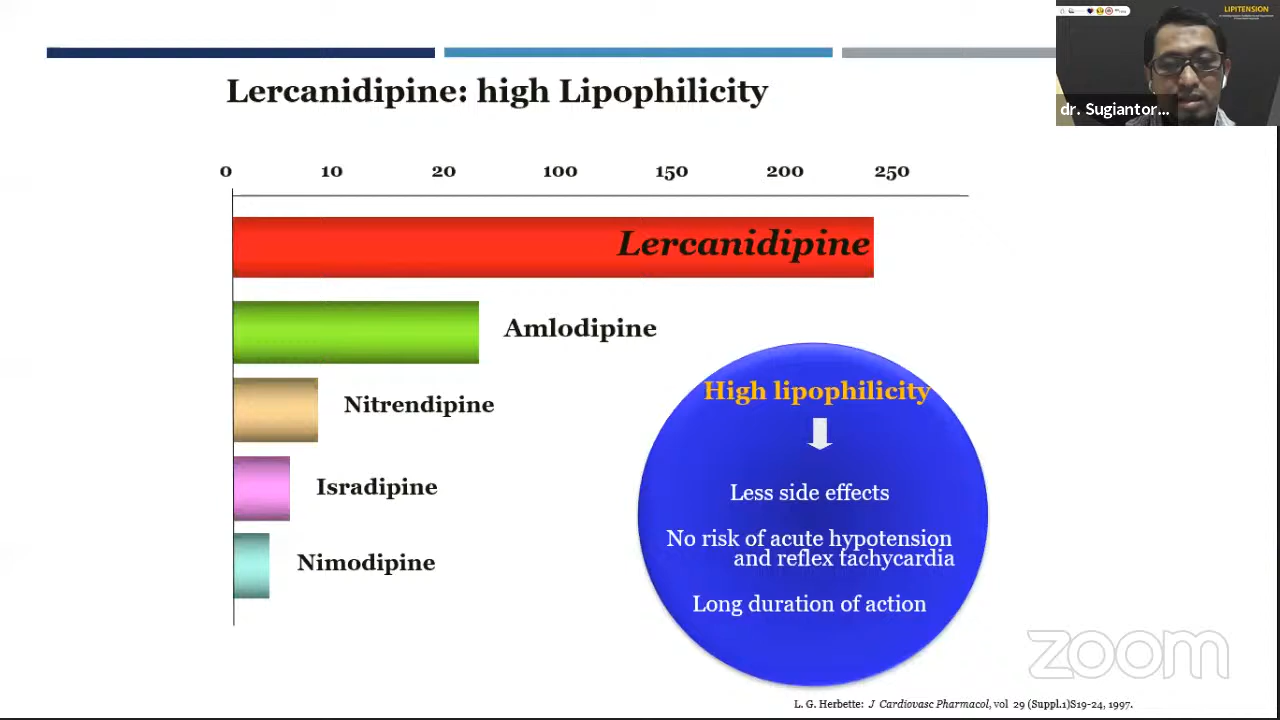 LIPITENSION
dr. Sugiantor...
Lercanidipine: high Lipophilicity
0 10 20 100 150 200 250
Lercanidipine
Amlodipine
Nitrendipine
Isradipine
Nimodipine
High lipophilicity
Less side effects
No risk of acute hypotension
and reflex tachycardia
Long duration of action
zoom
L. G. Herbette: J Cardiovasc Pharmacol, vol 29 (Suppl.1)S19-24, 1997.